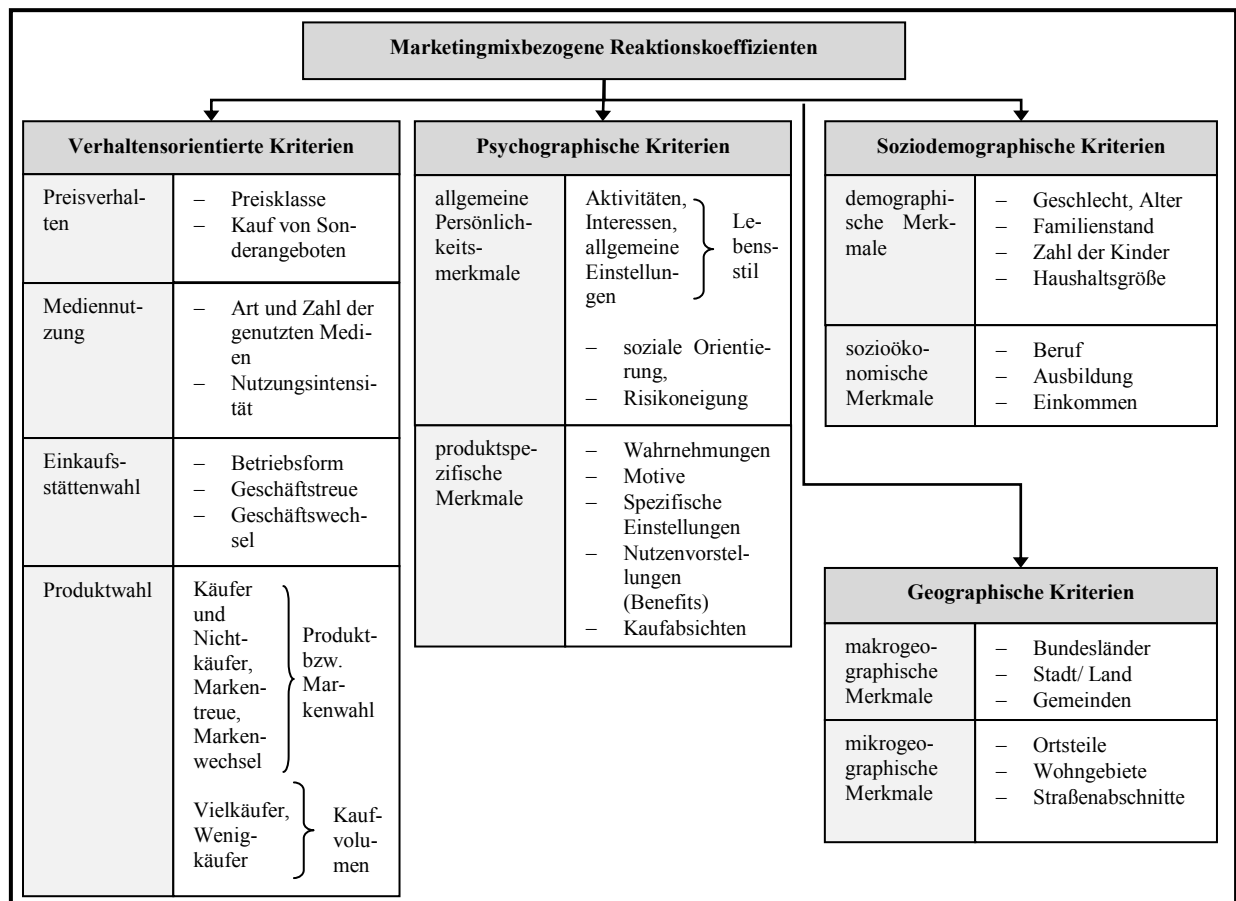 Marketingmixbezogene Reaktionskoeffizienten
Verhaltensorientierte Kriterien
Preisverhal-
ten
– Preisklasse
– Kauf von Son-
derangeboten
Mediennut-
zung
– Art und Zahl der
genutzten Medi-
en
– Nutzungsintensi-
tät
Einkaufs-
stättenwahl
– Betriebsform
– Geschäftstreue
– Geschäftswech-
sel
Produktwahl
Käufer
und
Nicht-
käufer,
Marken-
treue,
Marken-
wechsel
Produkt-
bzw.
Mar-
kenwahl
Vielkäufer,
Wenig-
käufer
Kauf-
volu-
men
Psychographische Kriterien
allgemeine
Persönlich-
keits-
merkmale
Aktivitäten,
Interessen,
allgemeine
Einstellun-
gen
Le-
bens-
stil
– soziale Orientie-
rung,
– Risikoneigung
produktspe-
zifische
Merkmale
– Wahrnehmungen
– Motive
– Spezifische
Einstellungen
– Nutzenvorstel-
lungen
(Benefits)
– Kaufabsichten
Soziodemographische Kriterien
demographi-
sche Merk-
male
– Geschlecht, Alter
– Familienstand
– Zahl der Kinder
– Haushaltsgröße
sozioöko-
nomische
Merkmale
– Beruf
– Ausbildung
– Einkommen
Geographische Kriterien
makrogeo-
graphische
Merkmale
– Bundesländer
– Stadt/ Land
– Gemeinden
mikrogeo-
graphische
Merkmale
– Ortsteile
– Wohngebiete
– Straßenabschnitte